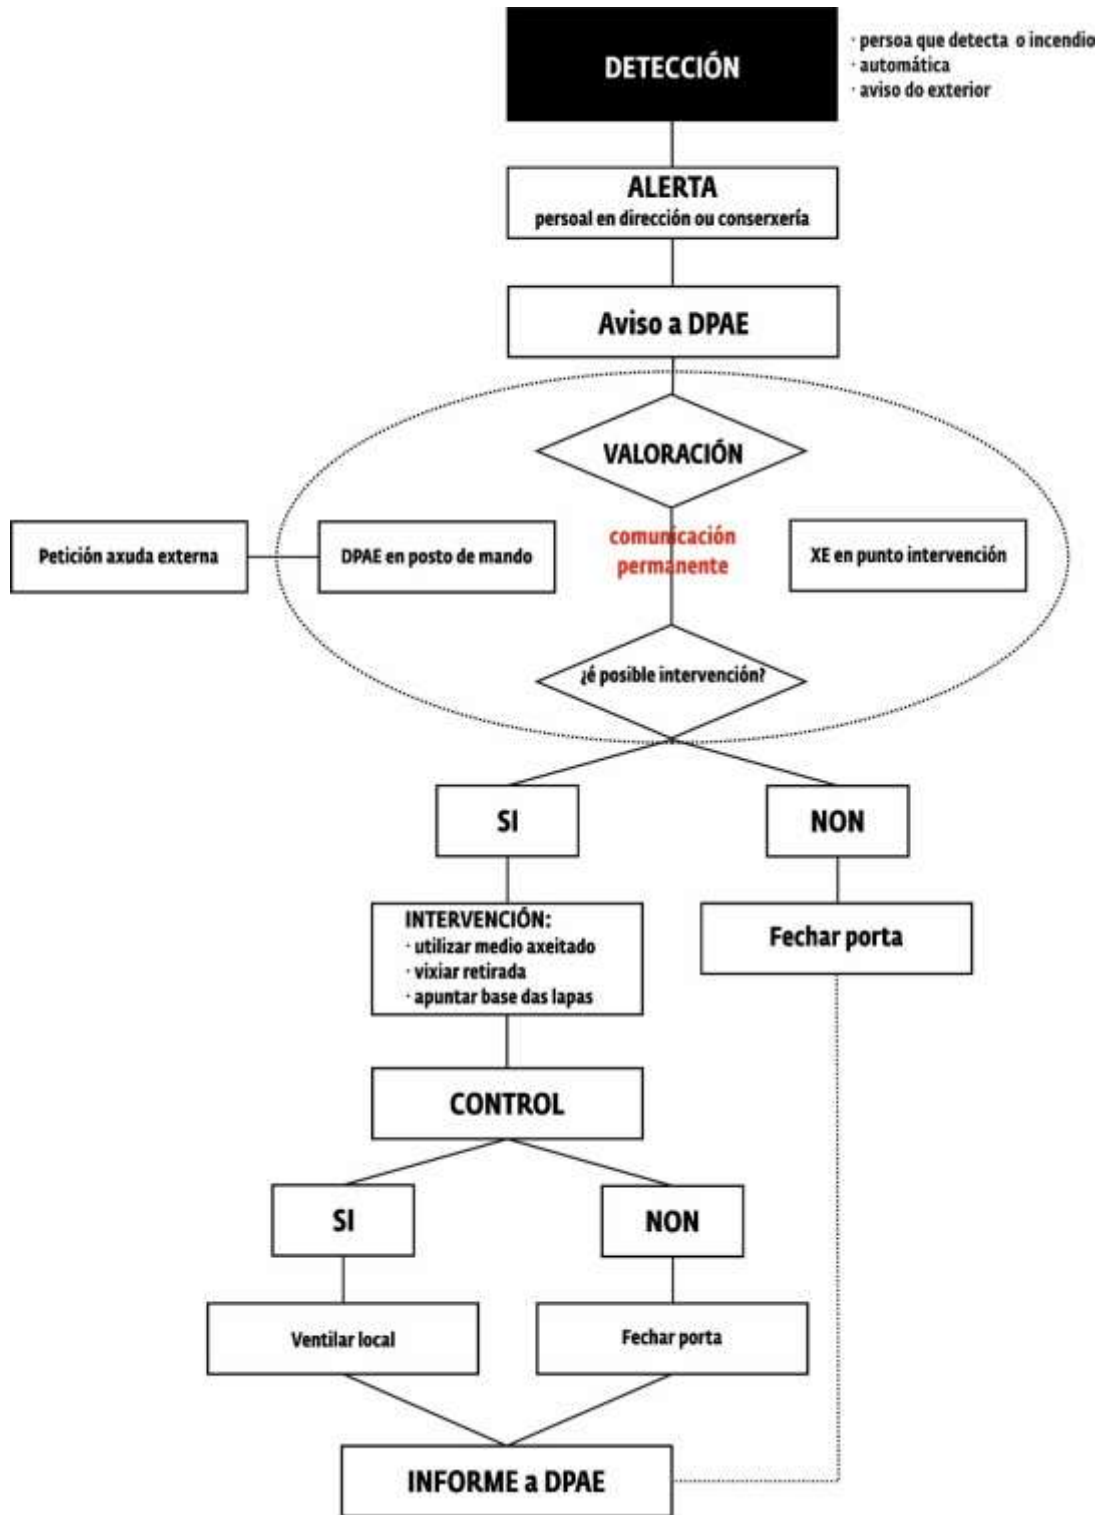 DETECCIÓN
· persoa que detecta o incendio
· automática
· aviso do exterior
ALERTA
persoal en dirección ou conserxería
Aviso a DPAE
VALORACIÓN
Petición axuda externa
DPAE en posto de mando
comunicación
permanente
XE en punto intervención
¿é posible intervención?
SI
NON
INTERVENCIÓN:
· utilizar medio axeitado
· vixiar retirada
· apuntar base das lapas
Fechar porta
CONTROL
SI
NON
Ventilar local
Fechar porta
INFORME a DPAE